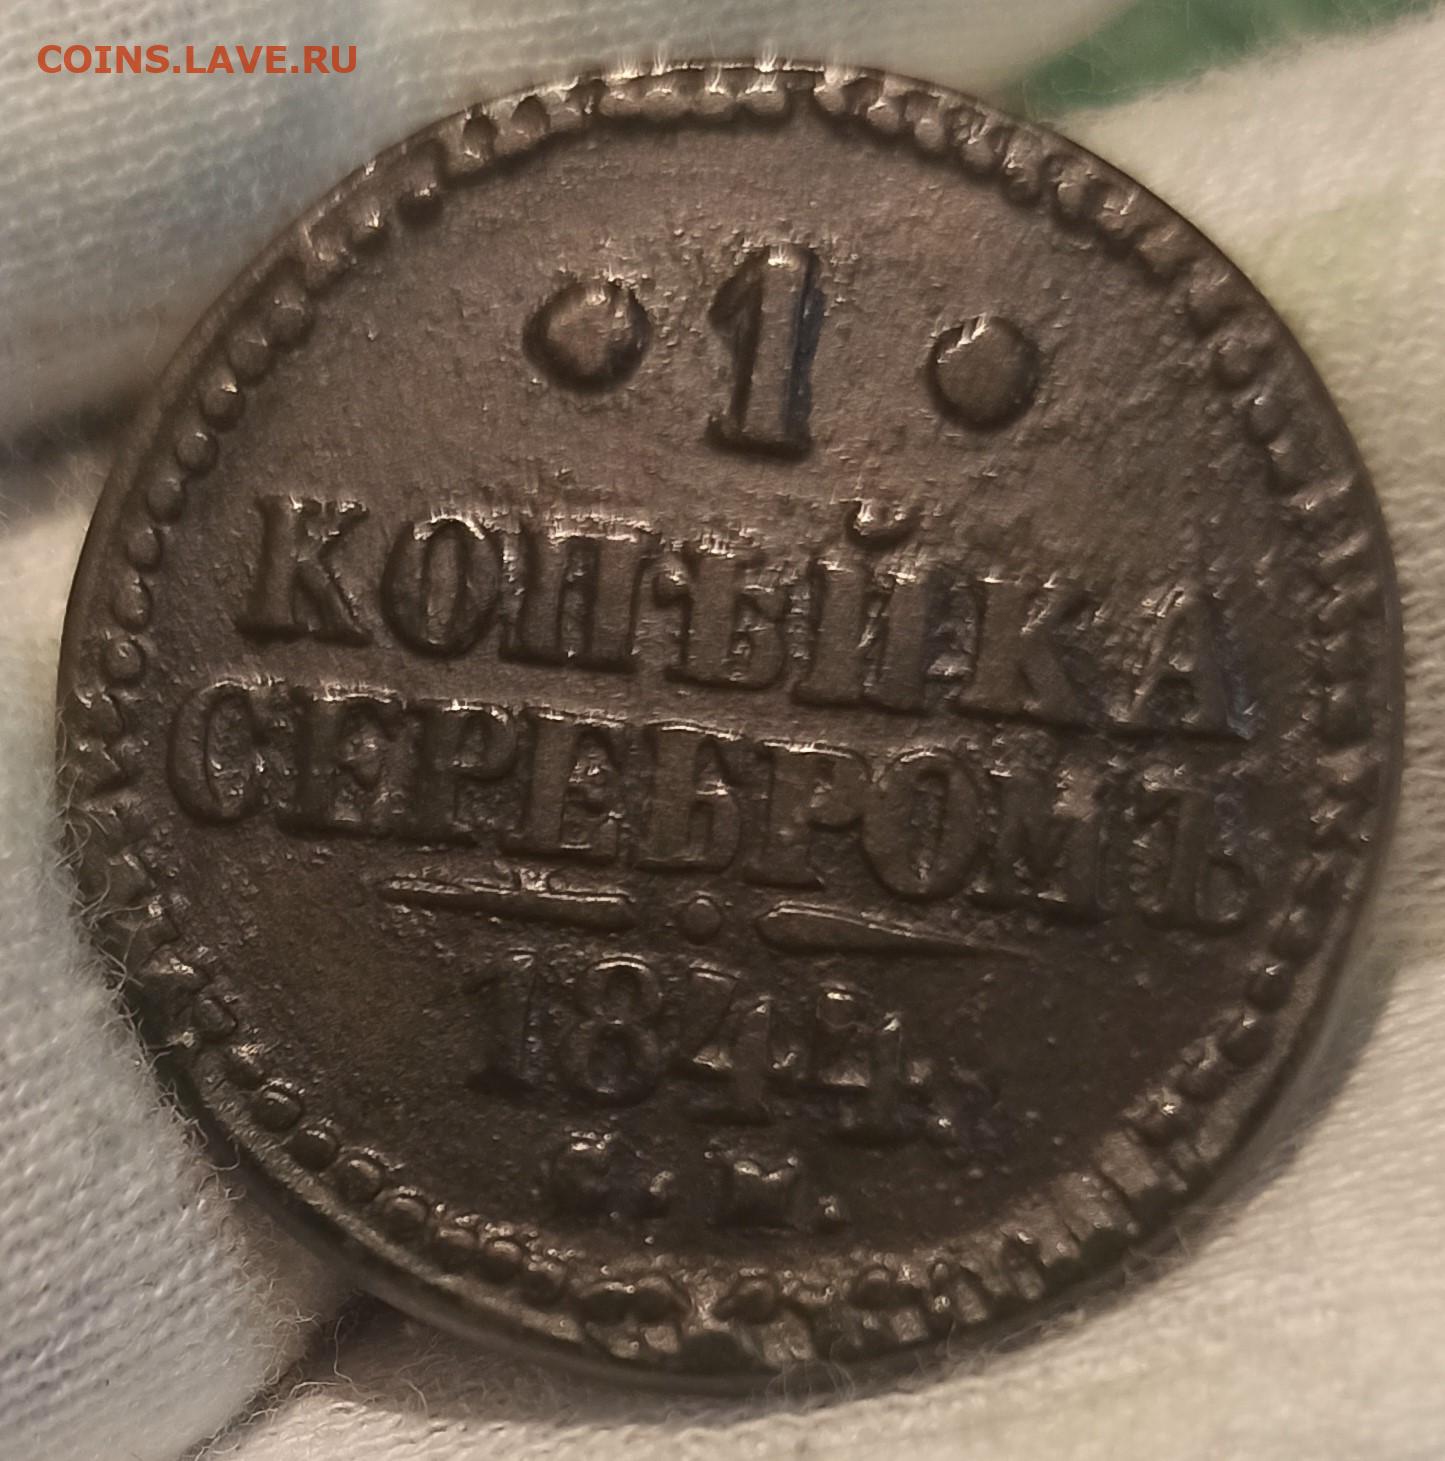 COINS.LAVE.RU
• 1 •
КОПѢЙКА
СЕРЕБРОМЪ
1844.
С.М.